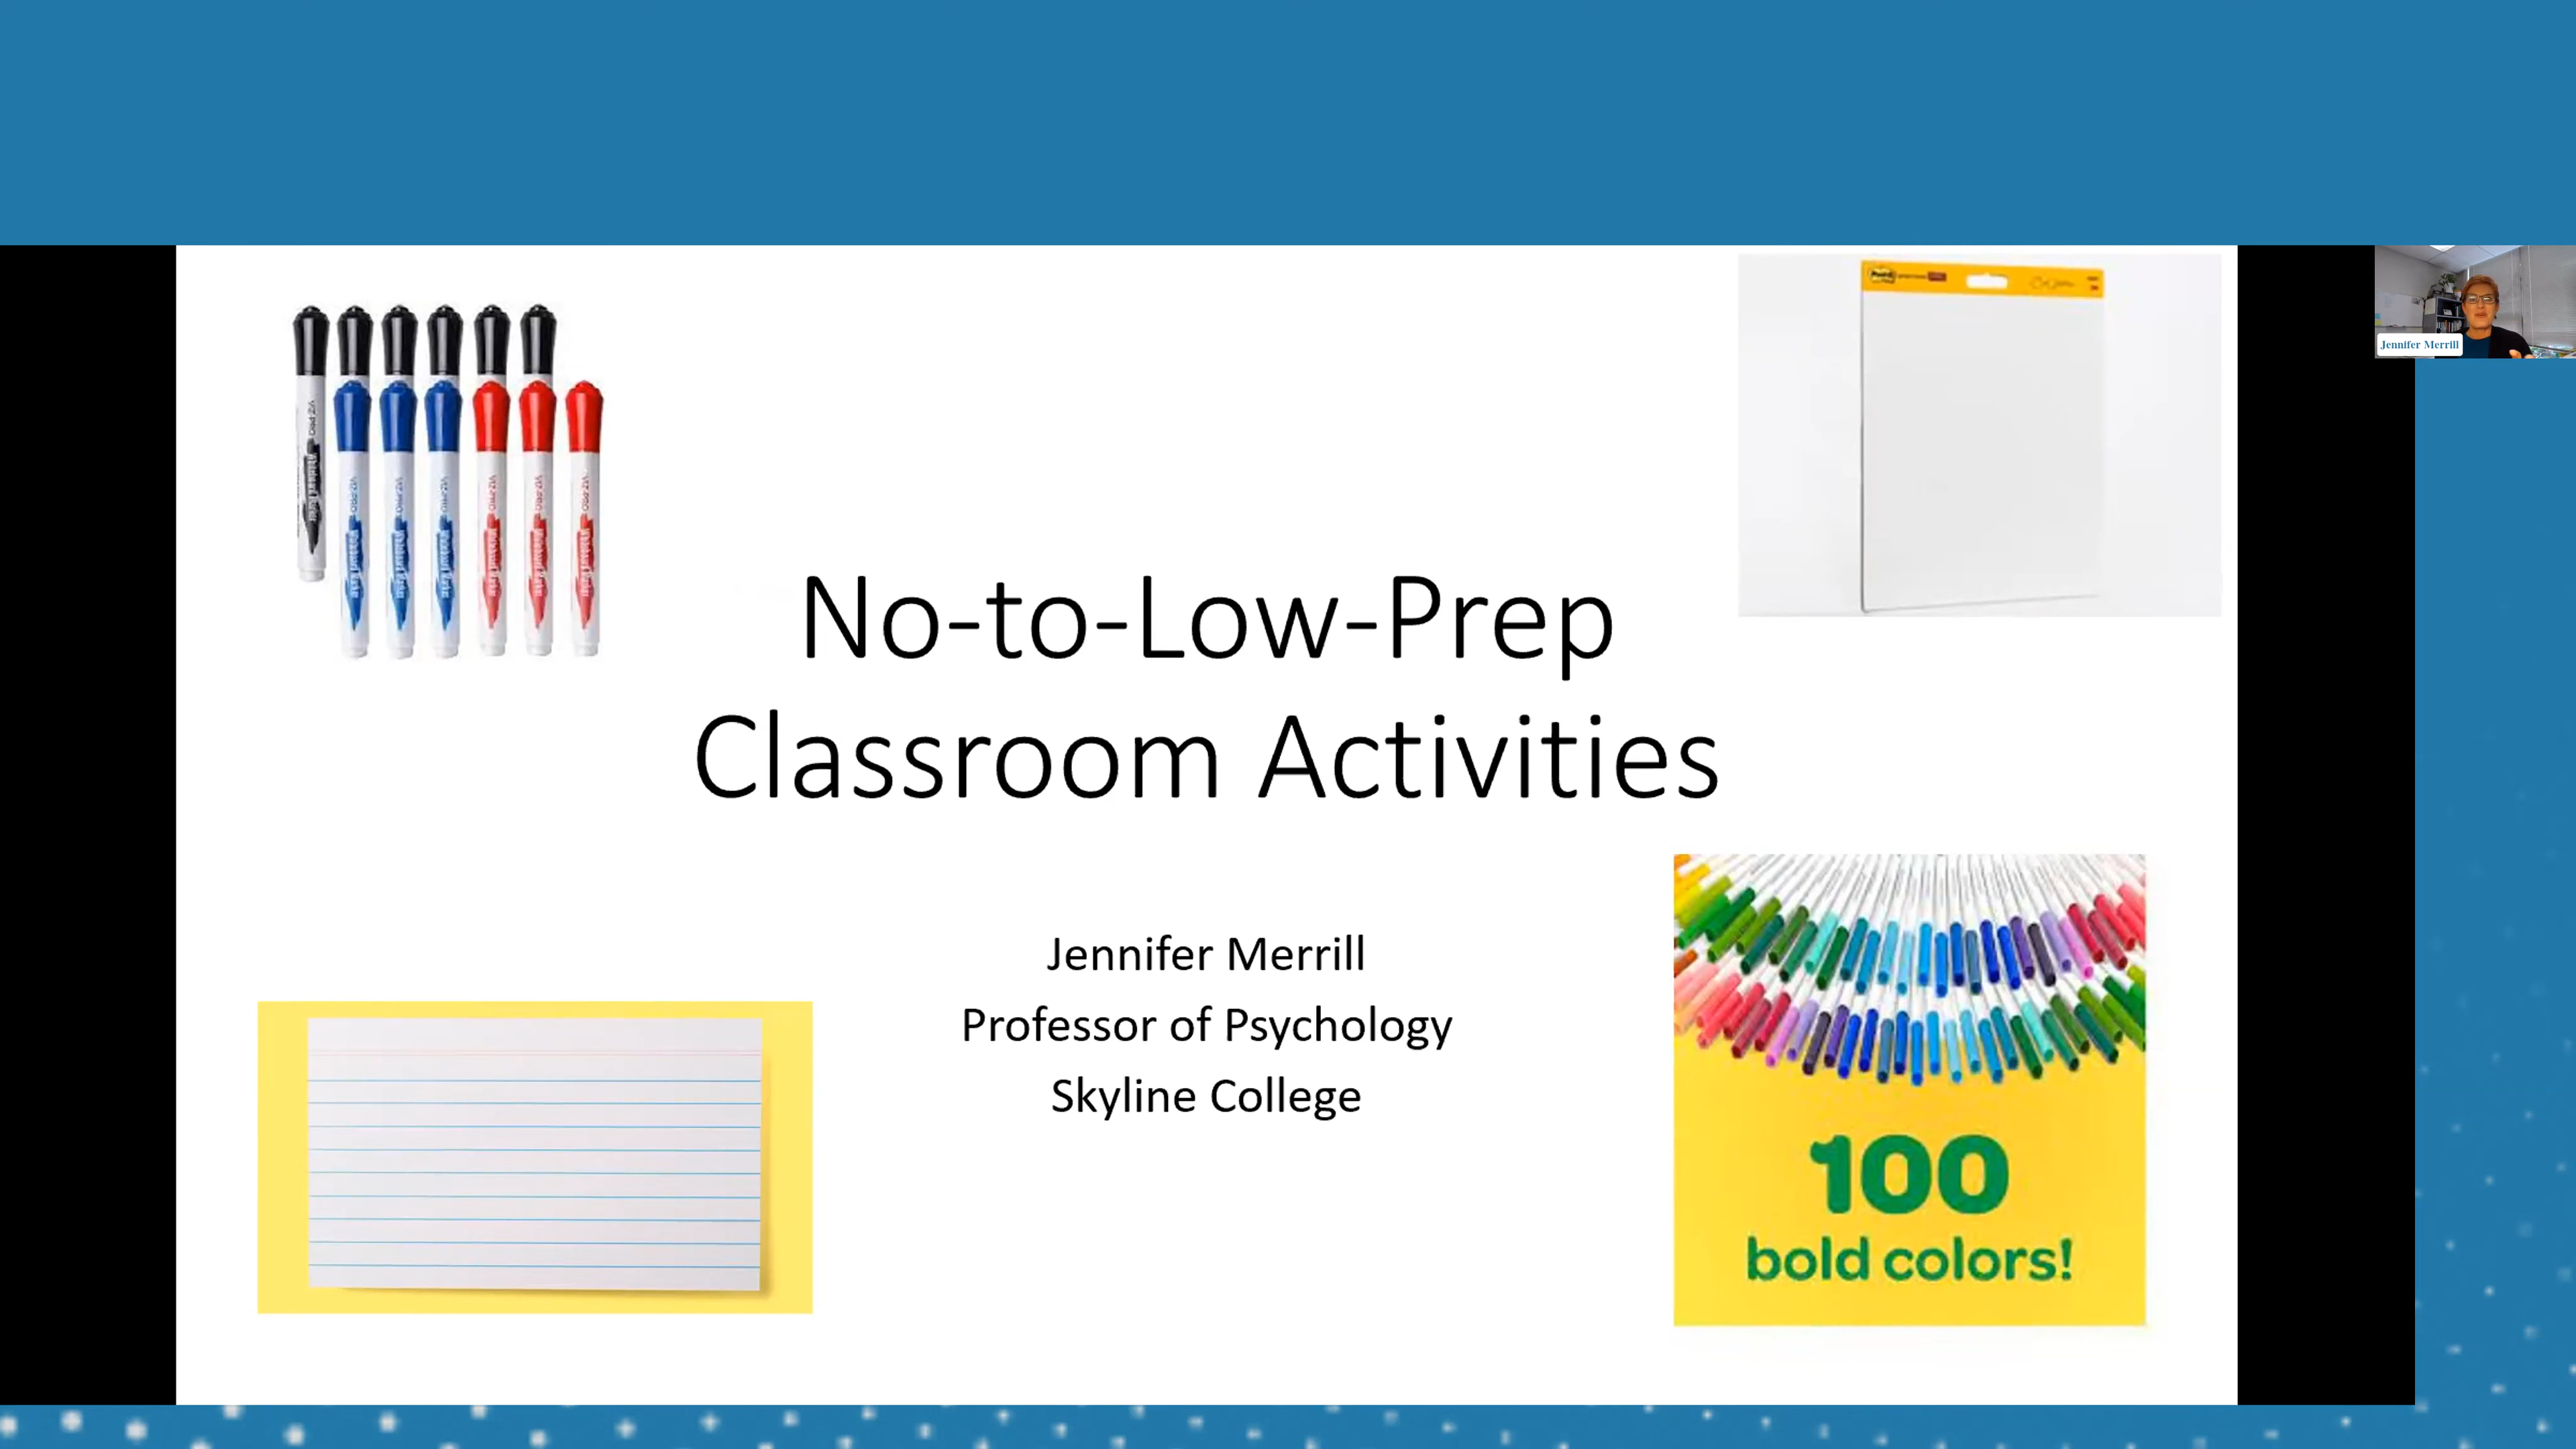 Jennifer Merrill
No-to-Low-Prep
Classroom Activities
Jennifer Merrill
Professor of Psychology
Skyline College
100
bold colors!